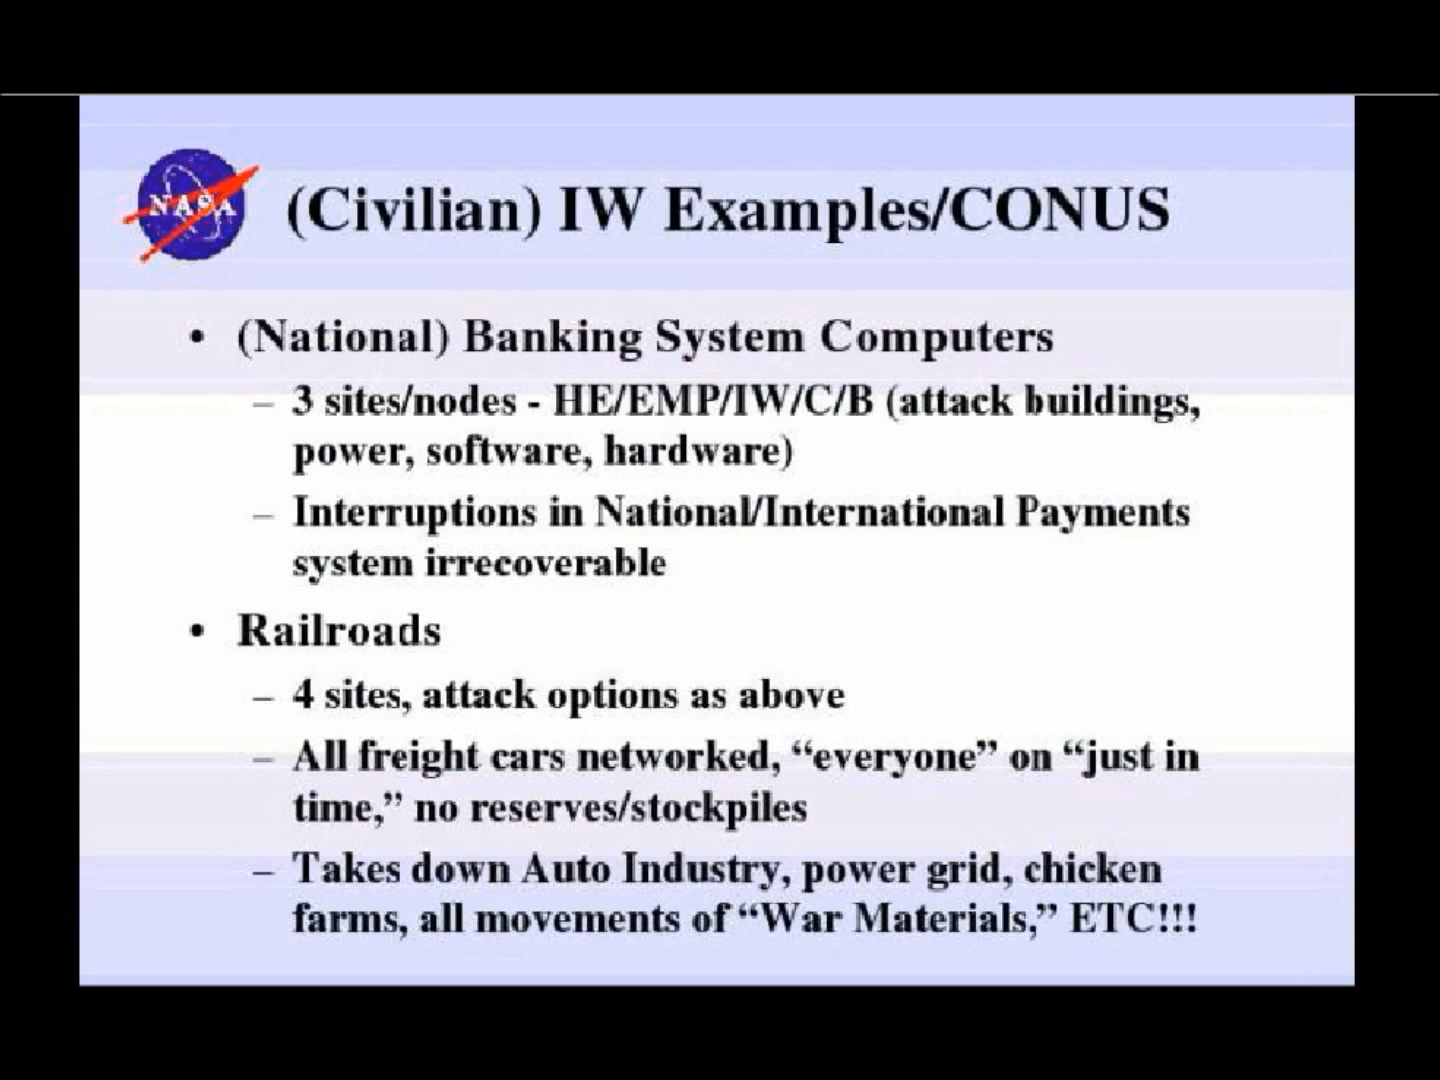 NASA
(Civilian) IW Examples/CONUS
• (National) Banking System Computers
– 3 sites/nodes - HE/EMP/IW/C/B (attack buildings,
power, software, hardware)
– Interruptions in National/International Payments
system irrecoverable
• Railroads
– 4 sites, attack options as above
– All freight cars networked, “everyone” on “just in
time,” no reserves/stockpiles
– Takes down Auto Industry, power grid, chicken
farms, all movements of “War Materials,” ETC!!!